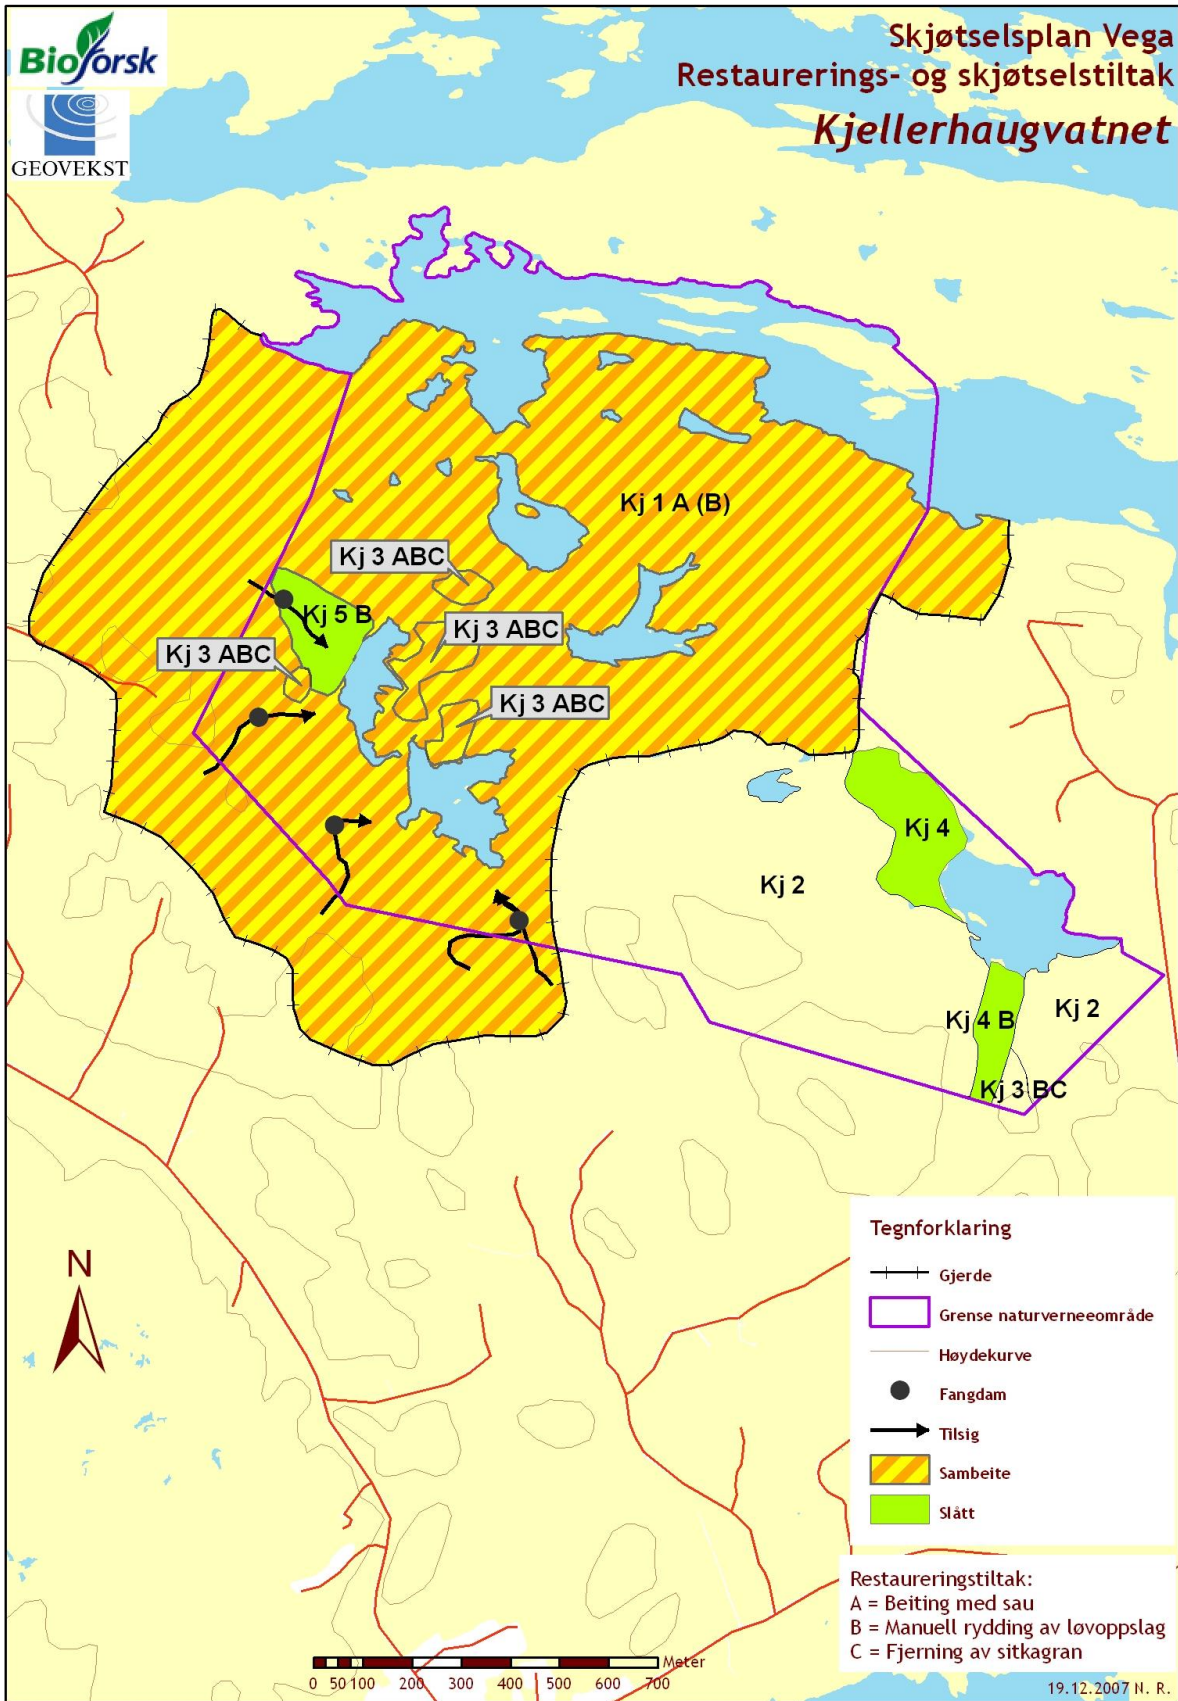 Bioforsk
GEOVEKST
Skjøtselsplan Vega
Restaurerings- og skjøtselstiltak
Kjellerhaugvatnet
Kj 1 A (B)
Kj 3 ABC
Kj 5 B
Kj 3 ABC
Kj 3 ABC
Kj 3 ABC
Kj 4
Kj 2
Kj 4 B
Kj 2
Kj 3 BC
N
Tegnforklaring
Gjerde
Grense naturverneområde
Høydekurve
Fangdam
Tilsig
Sambeite
Slått
Restaureringstiltak:
A = Beiting med sau
B = Manuell rydding av løvoppslag
C = Fjerning av sitkagran
Meter
0 50 100 200 300 400 500 600 700
19.12.2007 N. R.